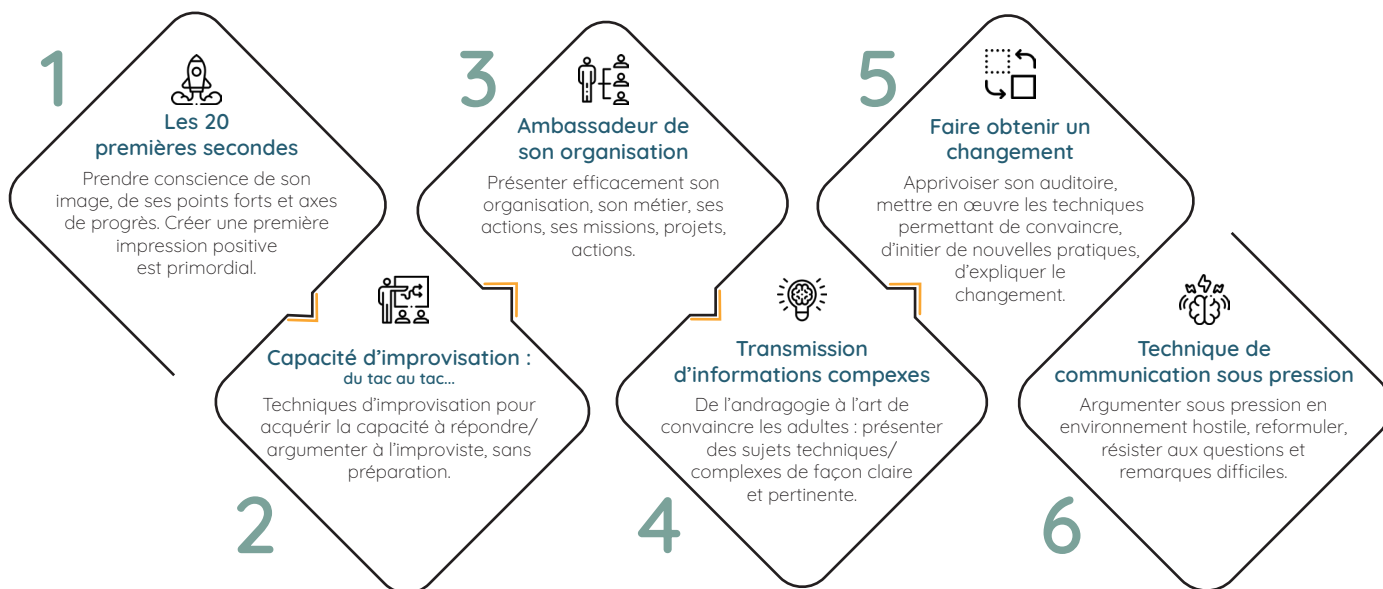 1
Les 20
premières secondes
Prendre conscience de son
image, de ses points forts et axes
de progrès. Créer une première
impression positive
est primordial.
2
Capacité d’improvisation :
du tac au tac...
Techniques d’improvisation pour
acquérir la capacité à répondre/
argumenter à l’improviste, sans
préparation.
3
Ambassadeur de
son organisation
Présenter efficacement son
organisation, son métier, ses
actions, ses missions, projets,
actions.
4
Transmission
d’informations compexes
De l’andragogie à l’art de
convaincre les adultes : présenter
des sujets techniques/
complexes de façon claire
et pertinente.
5
Faire obtenir un
changement
Apprivoiser son auditoire,
mettre en œuvre les techniques
permettant de convaincre,
d’initier de nouvelles pratiques,
d’expliquer le
changement.
6
Technique de
communication sous pression
Argumenter sous pression en
environnement hostile, reformuler,
résister aux questions et
remarques difficiles.